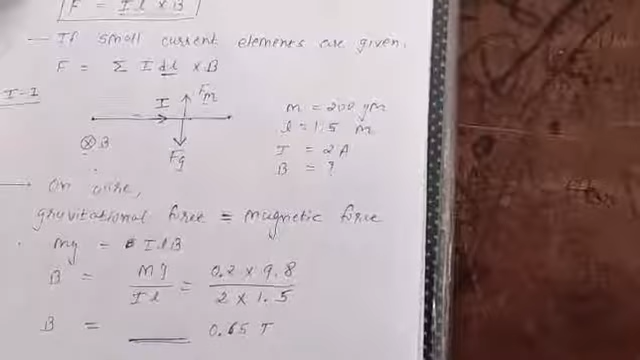 F = I l × B
— If small current elements are given.
F = Σ I dl × B
I-1
I
Fm
⊗ B
Fg
m = 200 gm
l = 1.5 m
I = 2 A
B = ?
→ On wire,
gravitational force = magnetic force
mg = I l B
B = Mg / I l = 0.2 × 9.8 / 2 × 1.5
B = ____ 0.65 T